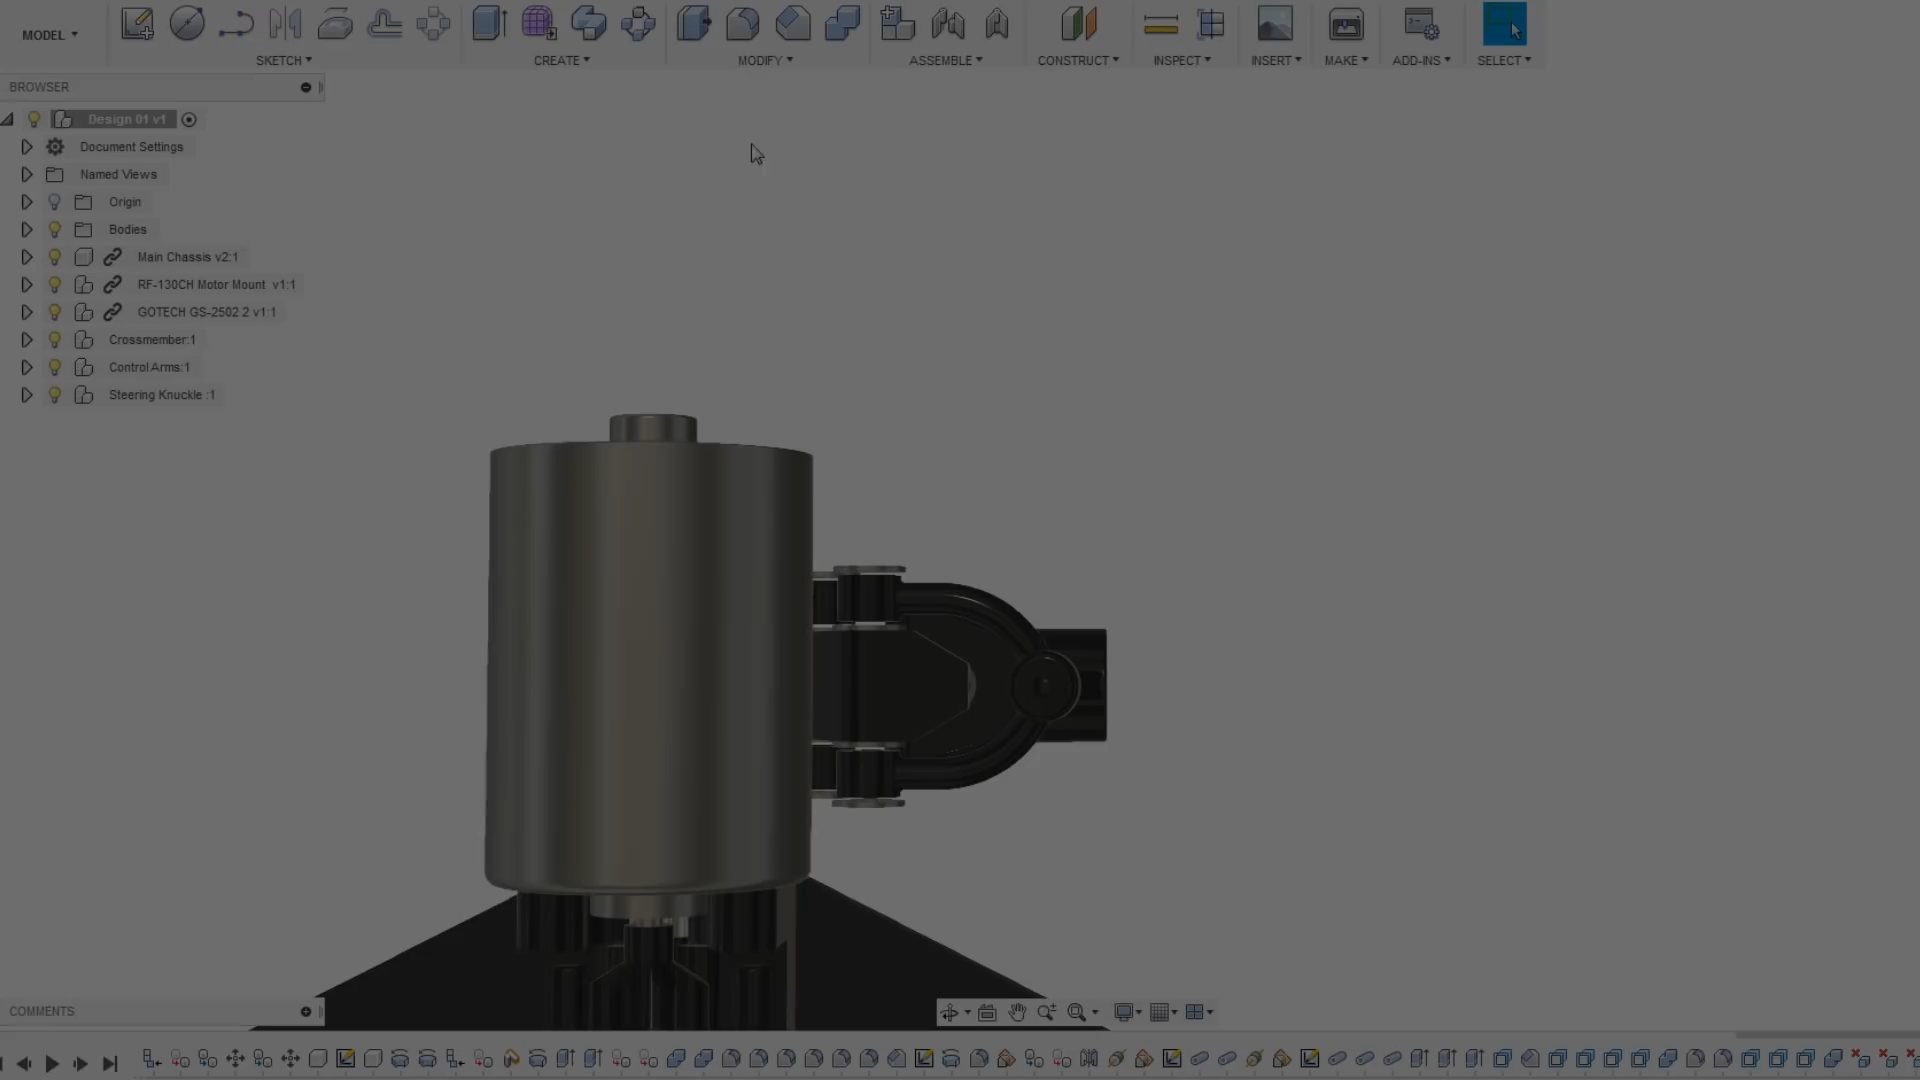 MODEL
SKETCH
CREATE
MODIFY
ASSEMBLE
CONSTRUCT
INSPECT
INSERT
MAKE
ADD-INS
SELECT
BROWSER
Design 01 v1
Document Settings
Named Views
Origin
Bodies
Main Chassis v2:1
RF-130CH Motor Mount v1:1
GOTECH GS-2502 2 v1:1
Crossmember:1
Control Arms:1
Steering Knuckle :1
COMMENTS